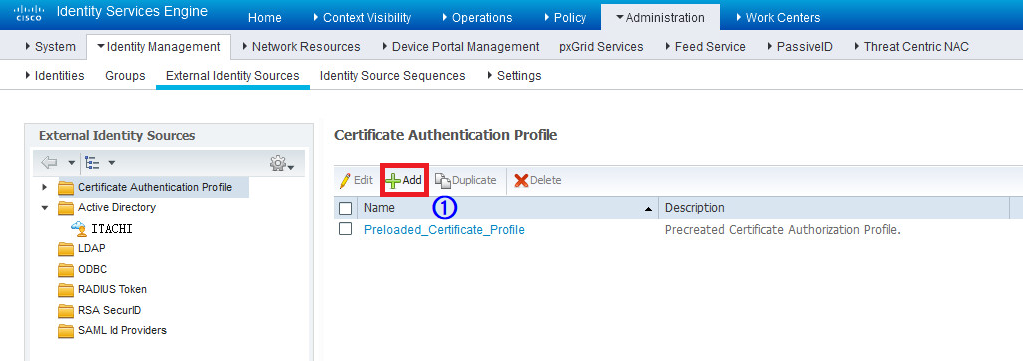 cisco Identity Services Engine Home Context Visibility Operations Policy Administration Work Centers
System Identity Management Network Resources Device Portal Management pxGrid Services Feed Service PassiveID Threat Centric NAC
Identities Groups External Identity Sources Identity Source Sequences Settings
External Identity Sources
Certificate Authentication Profile
Active Directory
ITACHI
LDAP
ODBC
RADIUS Token
RSA SecurID
SAML Id Providers
Certificate Authentication Profile
Edit Add Duplicate Delete
①
Name Description
Preloaded_Certificate_Profile Precreated Certificate Authorization Profile.